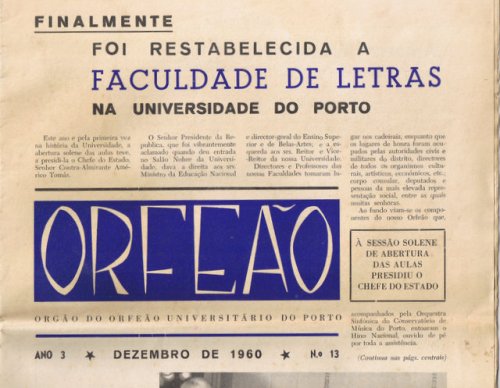 FINALMENTE
FOI RESTABELECIDA A
FACULDADE DE LETRAS
NA UNIVERSIDADE DO PORTO
Este ano e pela primeira vez
na história da Universidade, a
abertura solene das aulas teve,
a presidi-la o Chefe do Estado,
Senhor Contra-Almirante Amé-
rico Tomás.
O Senhor Presidente da Re-
pública, que foi vibrantemente
aclamado quando deu entrada
no Salão Nobre da Universi-
dade, dava a direita aos srs.
Ministro da Educação Nacional
e director-geral do Ensino Supe-
rior e de Belas-Artes; e a es-
querda aos srs. Reitor e Vice-
-Reitor da nossa Universidade.
Directores e Professores das
nossas Faculdades tomaram lu-
gar nos cadeirais, enquanto que
os lugares de honra foram ocu-
pados pelas autoridades civis e
militares do distrito, directores
de todos os organismos cultu-
rais, artísticos, económicos, etc.,
corpo consular, deputados e
pessoas da mais elevada repre-
sentação social, entre as quais
muitas senhoras.
Ao fundo viam-se os compo-
nentes do nosso Orfeão que,
ORFEÃO
ORGÃO DO ORFEÃO UNIVERSITÁRIO DO PORTO
À SESSÃO SOLENE
DE ABERTURA
DAS AULAS
PRESIDIU O
CHEFE DO ESTADO
acompanhados pela Orquestra
Sinfónica do Conservatório de
Música do Porto, entoaram o
Hino Nacional, ouvido de pé
por toda a assistência.
(Continua nas págs. centrais)
ANO 3 ★ DEZEMBRO DE 1960 ★ N.o 13